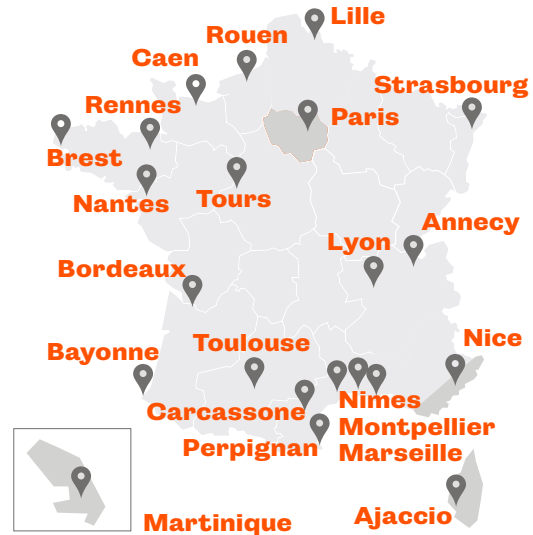 Lille
Rouen
Caen
Strasbourg
Rennes
Paris
Brest
Tours
Nantes
Annecy
Lyon
Bordeaux
Nice
Toulouse
Bayonne
Nimes
Carcassone
Montpellier
Perpignan
Marseille
Ajaccio
Martinique